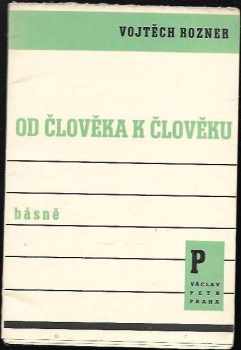 VOJTĚCH ROZNER
OD ČLOVĚKA K ČLOVĚKU
básně
P
VÁCLAV
PETR
PRAHA